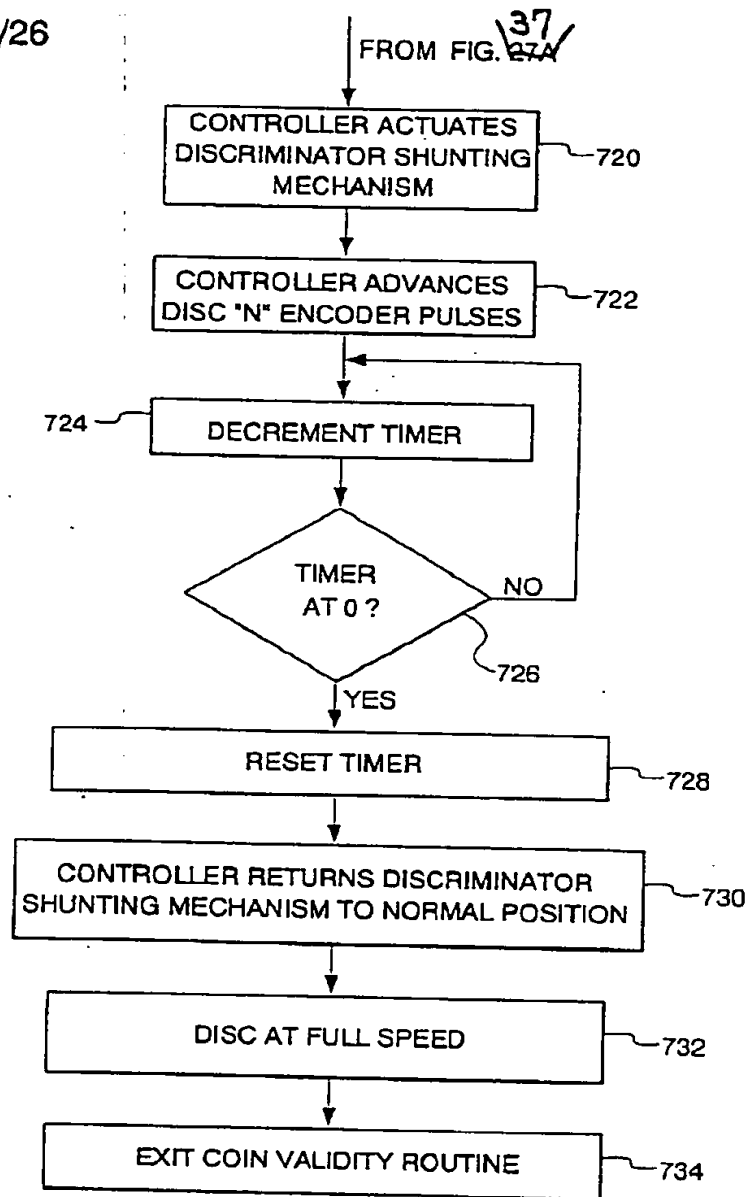 /26
37
FROM FIG. 27A
CONTROLLER ACTUATES
DISCRIMINATOR SHUNTING
MECHANISM
720
CONTROLLER ADVANCES
DISC "N" ENCODER PULSES
722
724
DECREMENT TIMER
TIMER
AT 0 ?
NO
726
YES
RESET TIMER
728
CONTROLLER RETURNS DISCRIMINATOR
SHUNTING MECHANISM TO NORMAL POSITION
730
DISC AT FULL SPEED
732
EXIT COIN VALIDITY ROUTINE
734